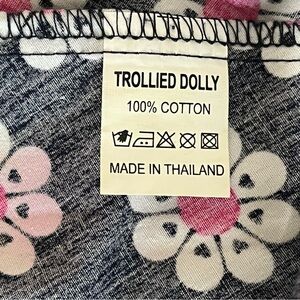 TROLLIED DOLLY
100% COTTON
MADE IN THAILAND